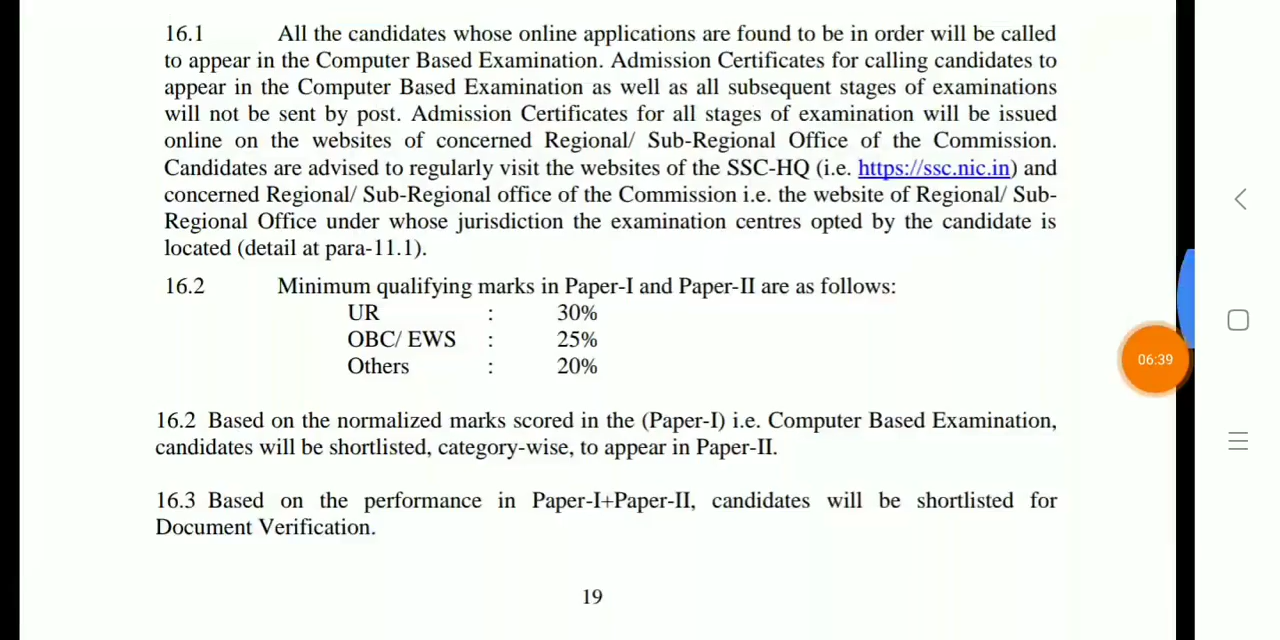 16.1 All the candidates whose online applications are found to be in order will be called
to appear in the Computer Based Examination. Admission Certificates for calling candidates to
appear in the Computer Based Examination as well as all subsequent stages of examinations
will not be sent by post. Admission Certificates for all stages of examination will be issued
online on the websites of concerned Regional/ Sub-Regional Office of the Commission.
Candidates are advised to regularly visit the websites of the SSC-HQ (i.e. https://ssc.nic.in) and
concerned Regional/ Sub-Regional office of the Commission i.e. the website of Regional/ Sub-
Regional Office under whose jurisdiction the examination centres opted by the candidate is
located (detail at para-11.1).
16.2 Minimum qualifying marks in Paper-I and Paper-II are as follows:
UR : 30%
OBC/ EWS : 25%
Others : 20%
06:39
16.2 Based on the normalized marks scored in the (Paper-I) i.e. Computer Based Examination,
candidates will be shortlisted, category-wise, to appear in Paper-II.
16.3 Based on the performance in Paper-I+Paper-II, candidates will be shortlisted for
Document Verification.
19